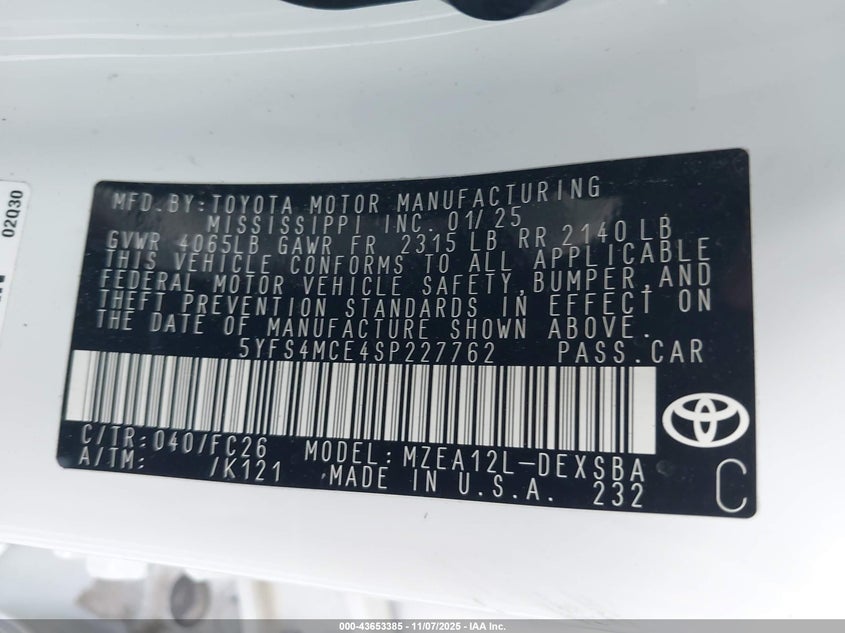 02Q30
MFD.BY:TOYOTA MOTOR MANUFACTURING
MISSISSIPPI INC. 01/25
GVWR 4065LB GAWR FR 2315 LB RR 2140 LB
THIS VEHICLE CONFORMS TO ALL APPLICABLE
FEDERAL MOTOR VEHICLE SAFETY,BUMPER,AND
THEFT PREVENTION STANDARDS IN EFFECT ON
THE DATE OF MANUFACTURE SHOWN ABOVE.
5YFS4MCE4SP227762 PASS.CAR
C/TR:040/FC26 MODEL:MZEA12L-DEXSBA
A/TM: /K121 MADE IN U.S.A. 232 C
000-43653385 - 11/07/2025 - IAA Inc.